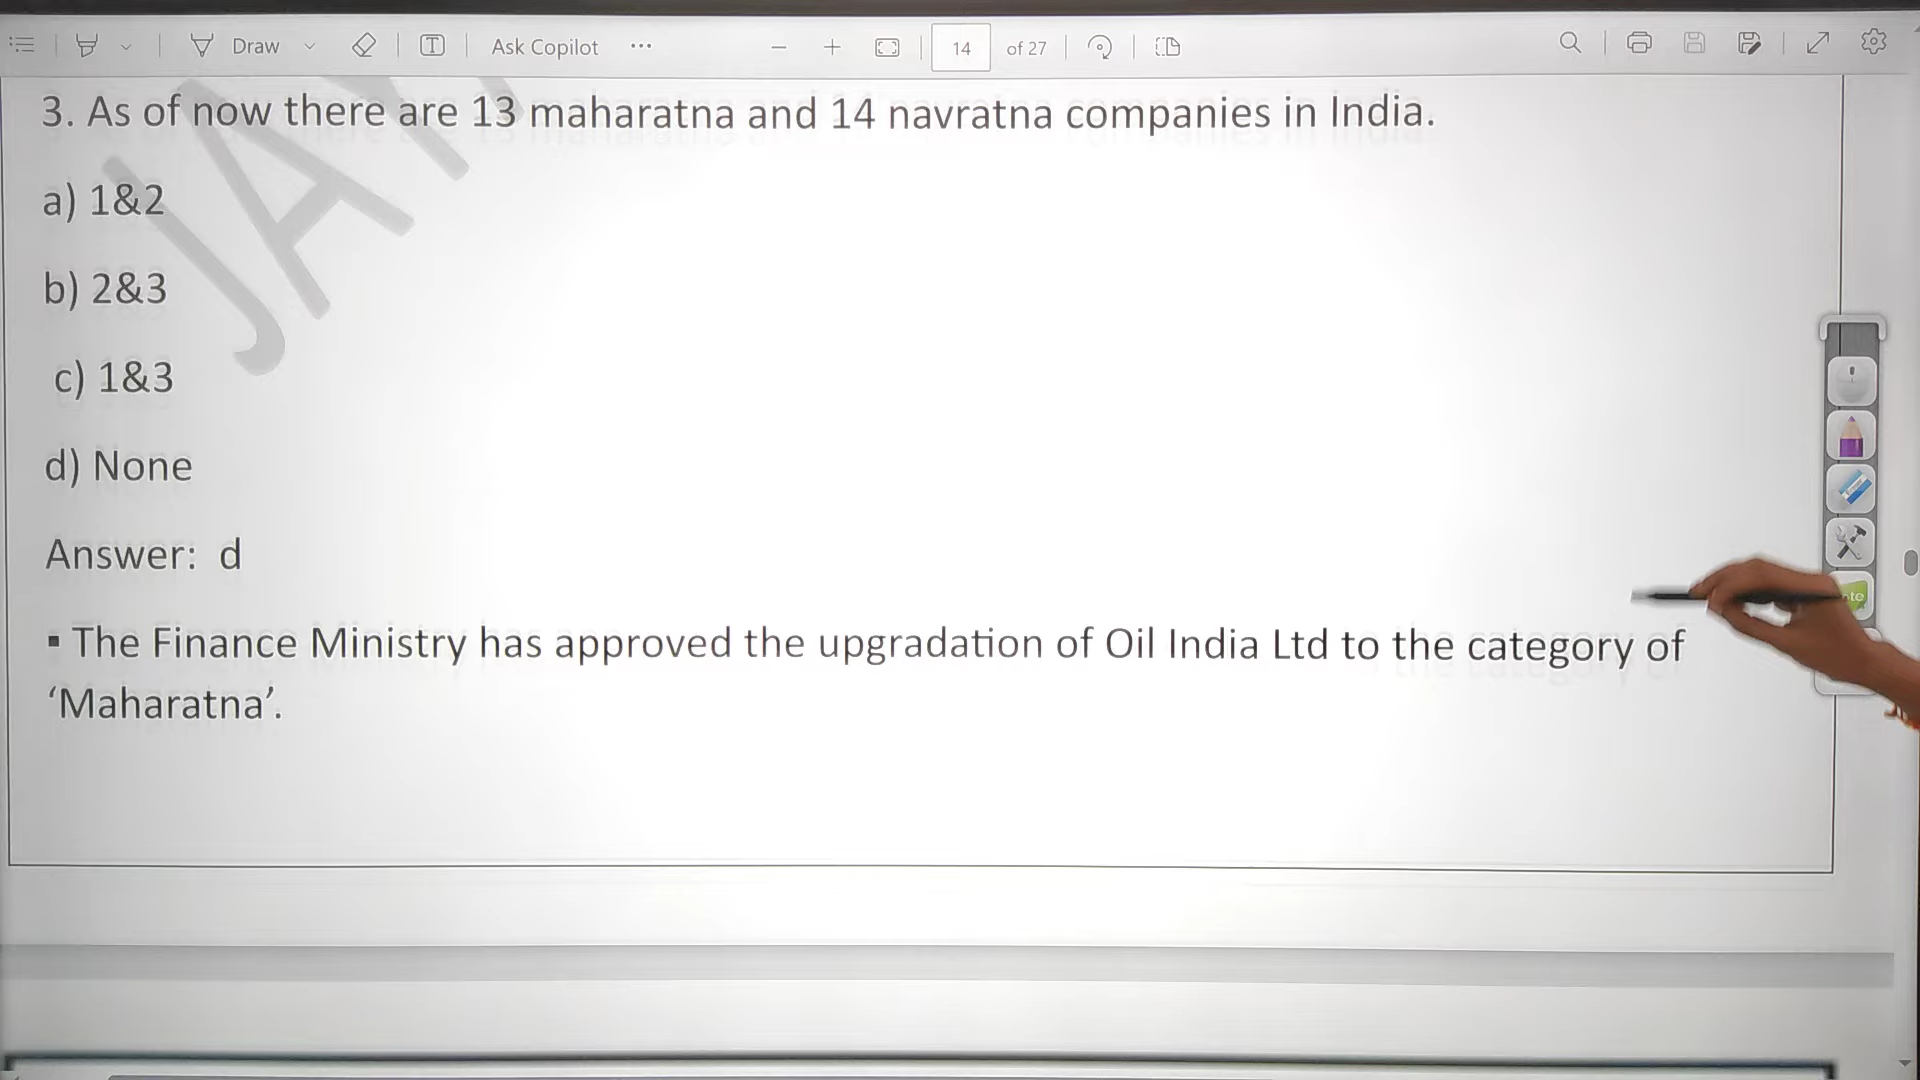 Draw
Ask Copilot
14 of 27
3. As of now there are 13 maharatna and 14 navratna companies in India.
a) 1&2
b) 2&3
c) 1&3
d) None
Answer: d
▪ The Finance Ministry has approved the upgradation of Oil India Ltd to the category of
‘Maharatna’.
JAY